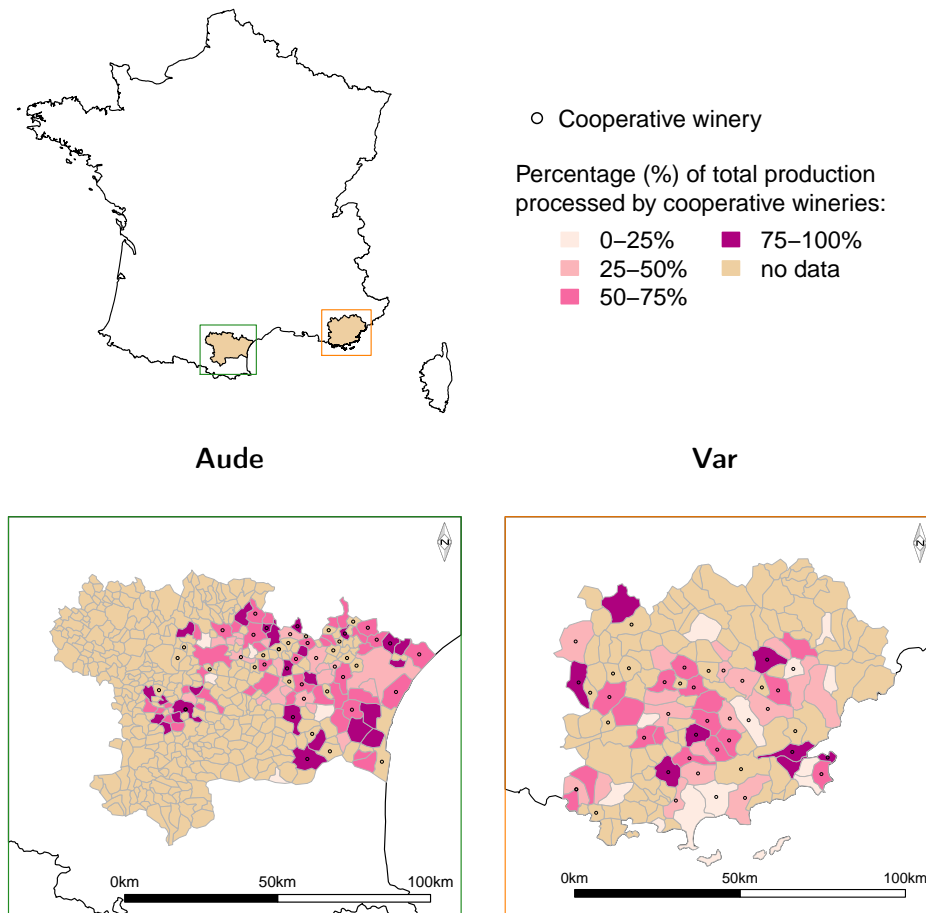 Cooperative winery
Percentage (%) of total production
processed by cooperative wineries:
0–25% 75–100%
25–50% no data
50–75%
Aude Var
N N
0km 50km 100km
0km 50km 100km